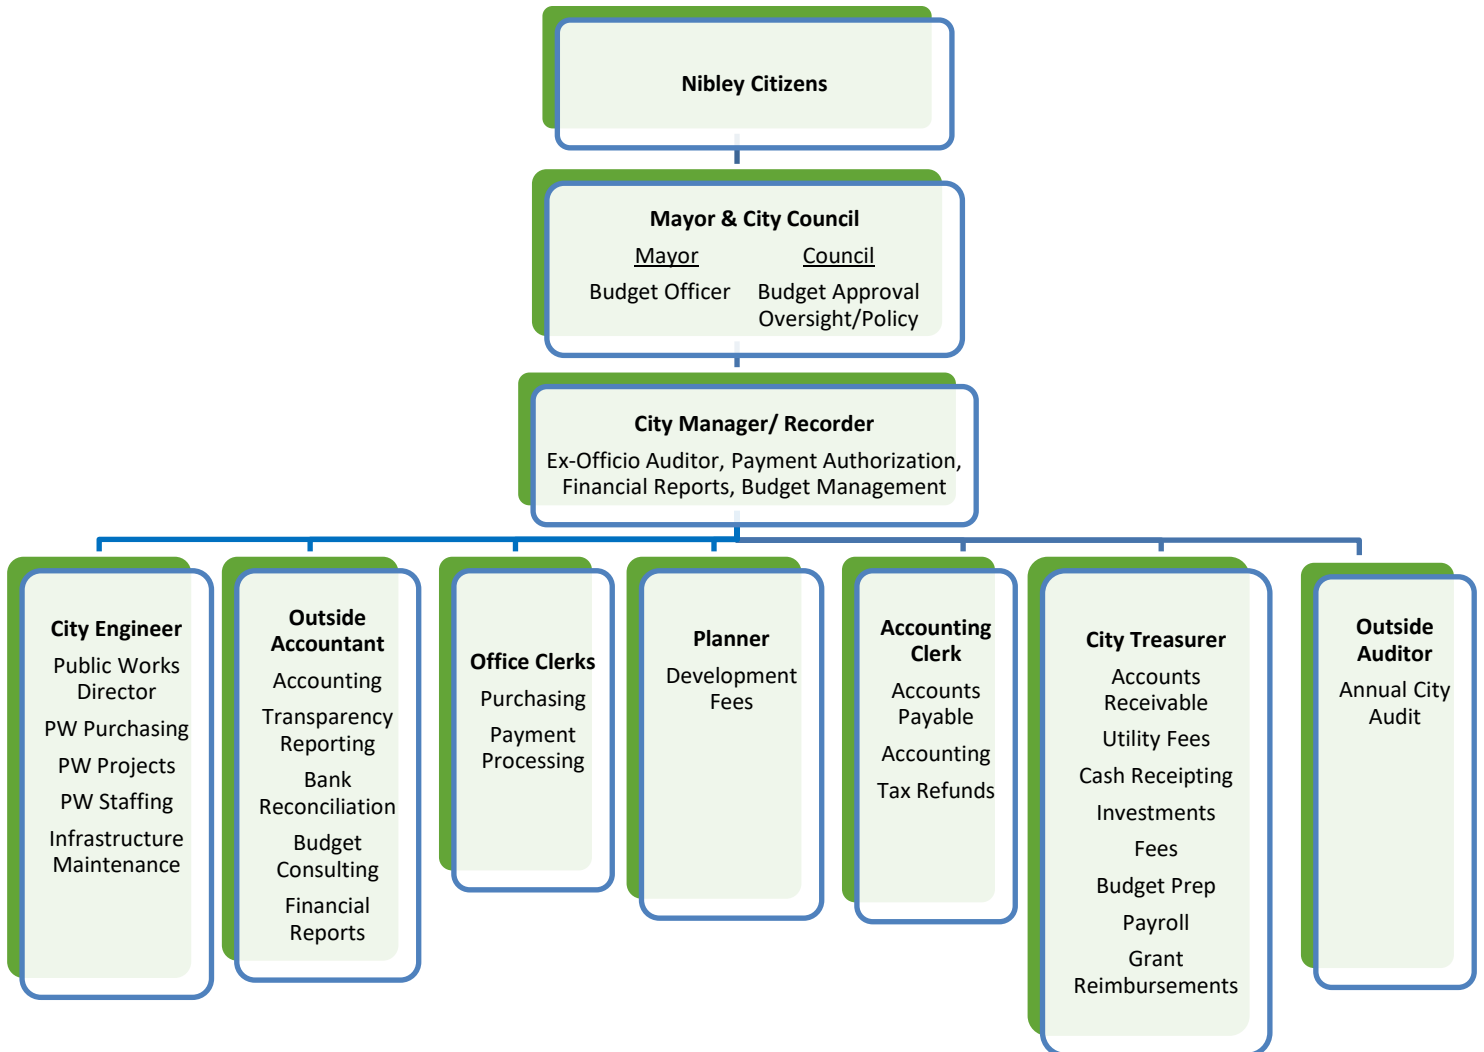 Nibley Citizens
Mayor & City Council
Mayor
Budget Officer
Council
Budget Approval
Oversight/Policy
City Manager/ Recorder
Ex-Officio Auditor, Payment Authorization,
Financial Reports, Budget Management
City Engineer
Public Works
Director
PW Purchasing
PW Projects
PW Staffing
Infrastructure
Maintenance
Outside
Accountant
Accounting
Transparency
Reporting
Bank
Reconciliation
Budget
Consulting
Financial
Reports
Office Clerks
Purchasing
Payment
Processing
Planner
Development
Fees
Accounting
Clerk
Accounts
Payable
Accounting
Tax Refunds
City Treasurer
Accounts
Receivable
Utility Fees
Cash Receipting
Investments
Fees
Budget Prep
Payroll
Grant
Reimbursements
Outside
Auditor
Annual City
Audit